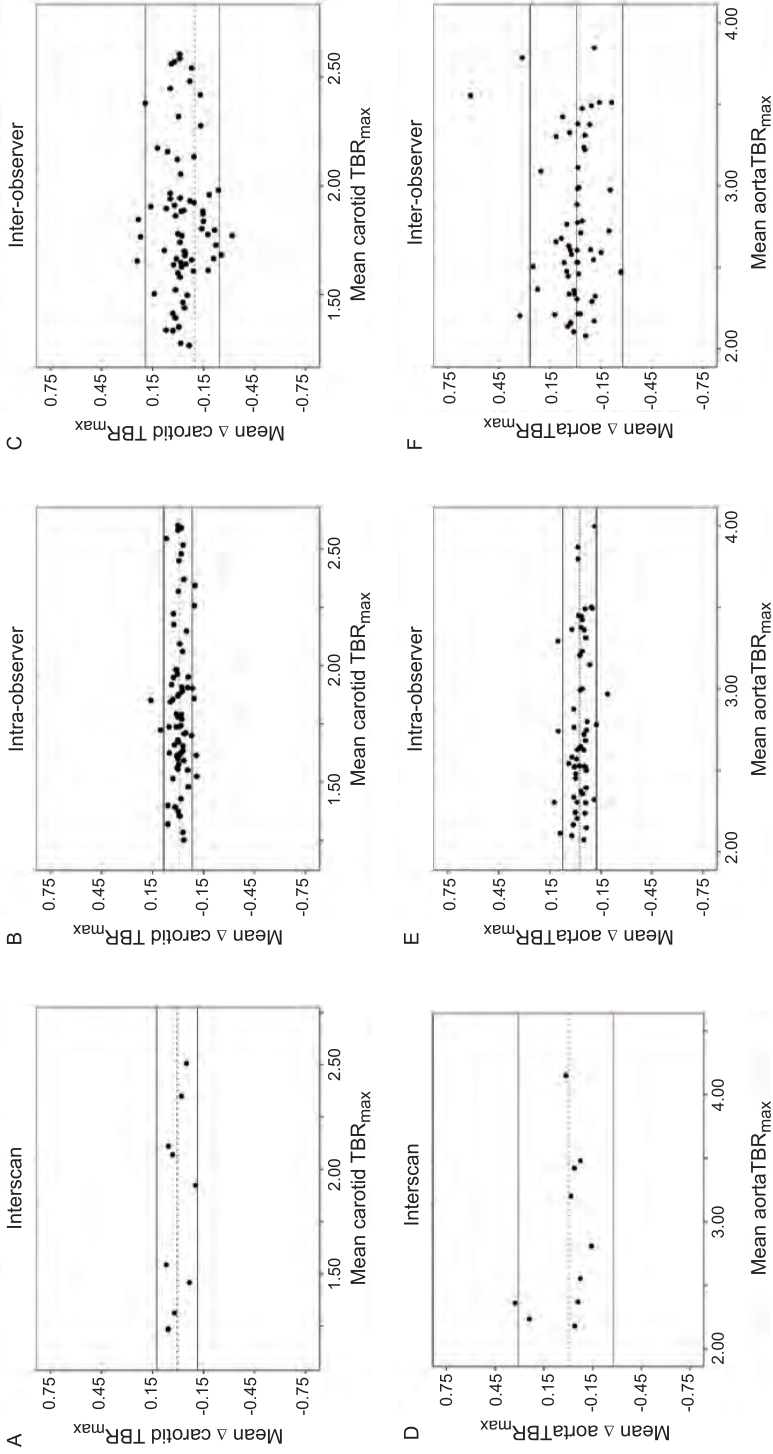 A
Interscan
0.75
0.45
0.15
-0.15
-0.45
-0.75
Mean Δ carotid TBRmax
1.50
2.00
2.50
Mean carotid TBRmax
B
Intra-observer
0.75
0.45
0.15
-0.15
-0.45
-0.75
Mean Δ carotid TBRmax
1.50
2.00
2.50
Mean carotid TBRmax
C
Inter-observer
0.75
0.45
0.15
-0.15
-0.45
-0.75
Mean Δ carotid TBRmax
1.50
2.00
2.50
Mean carotid TBRmax
D
Interscan
0.75
0.45
0.15
-0.15
-0.45
-0.75
Mean Δ aortaTBRmax
2.00
3.00
4.00
Mean aortaTBRmax
E
Intra-observer
0.75
0.45
0.15
-0.15
-0.45
-0.75
Mean Δ aortaTBRmax
2.00
3.00
4.00
Mean aortaTBRmax
F
Inter-observer
0.75
0.45
0.15
-0.15
-0.45
-0.75
Mean Δ aortaTBRmax
2.00
3.00
4.00
Mean aortaTBRmax